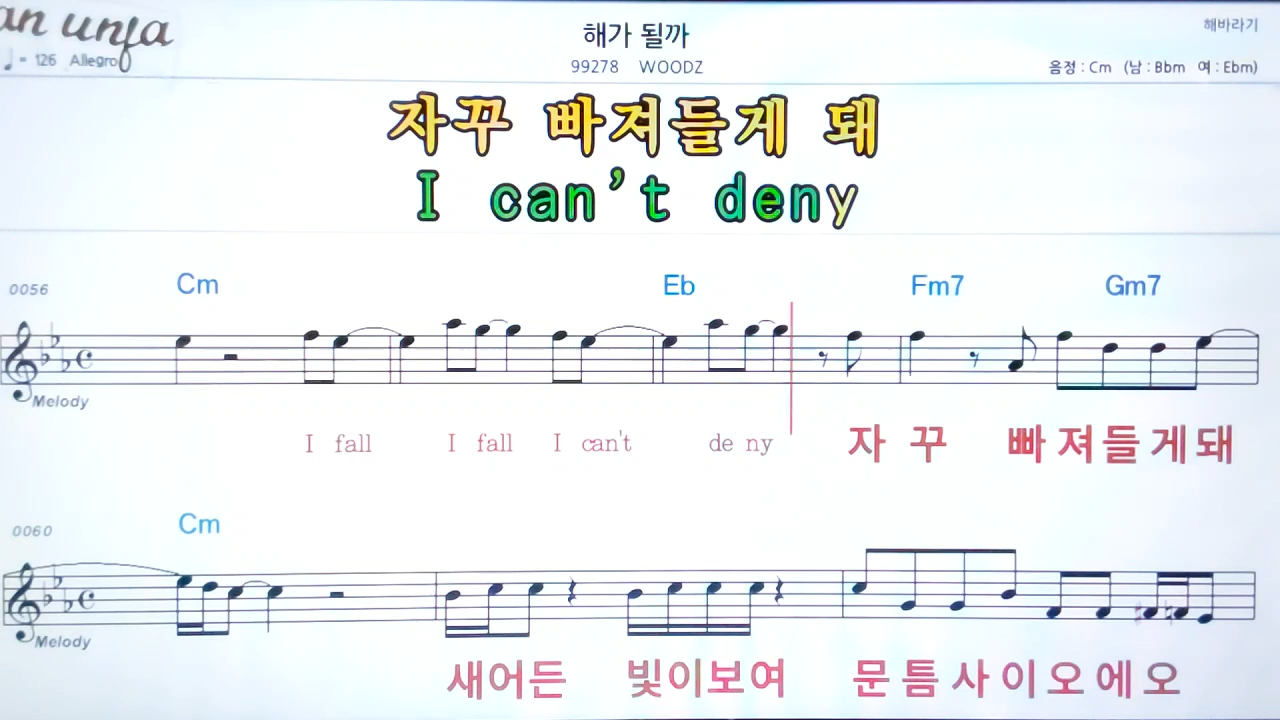 an unfa
♩ = 126 Allegro
해가 될까
해바라기
99278 WOODZ
음정 : Cm (남 : Bbm 여 : Ebm)
자꾸 빠져들게 돼
I can't deny
0056 Cm Eb Fm7 Gm7
Melody
I fall I fall I can't de ny 자 꾸 빠 져 들 게 돼
0060 Cm
Melody
새 어 든 빛 이 보 여 문 틈 사 이 오 에 오